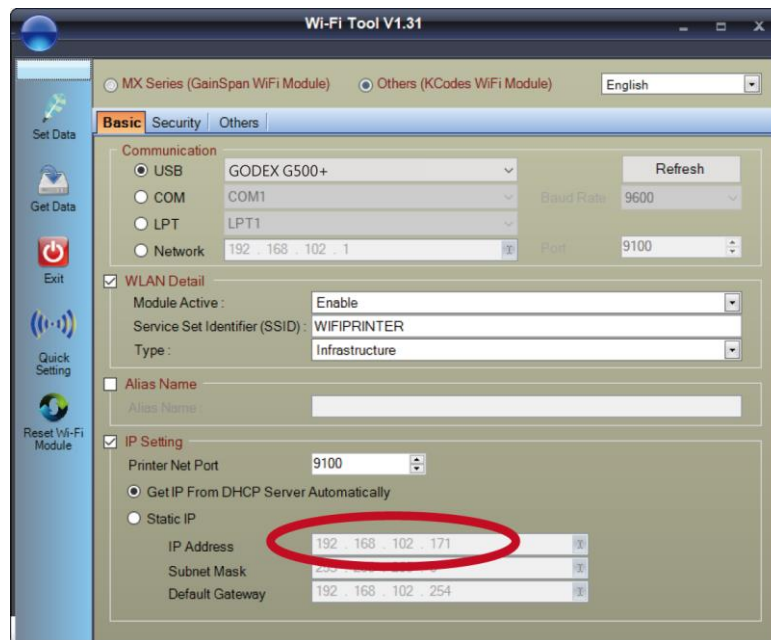 Wi-Fi Tool V1.31
MX Series (GainSpan WiFi Module) Others (KCodes WiFi Module) English
Set Data
Get Data
Exit
Quick Setting
Reset Wi-Fi Module
Basic Security Others
Communication
USB GODEX G500+ Refresh
COM COM1 Baud Rate 9600
LPT LPT1
Network 192 . 168 . 102 . 1 Port 9100
WLAN Detail
Module Active : Enable
Service Set Identifier (SSID) : WIFIPRINTER
Type : Infrastructure
Alias Name
Alias Name :
IP Setting
Printer Net Port 9100
Get IP From DHCP Server Automatically
Static IP
IP Address 192 . 168 . 102 . 171
Subnet Mask
Default Gateway 192 . 168 . 102 . 254